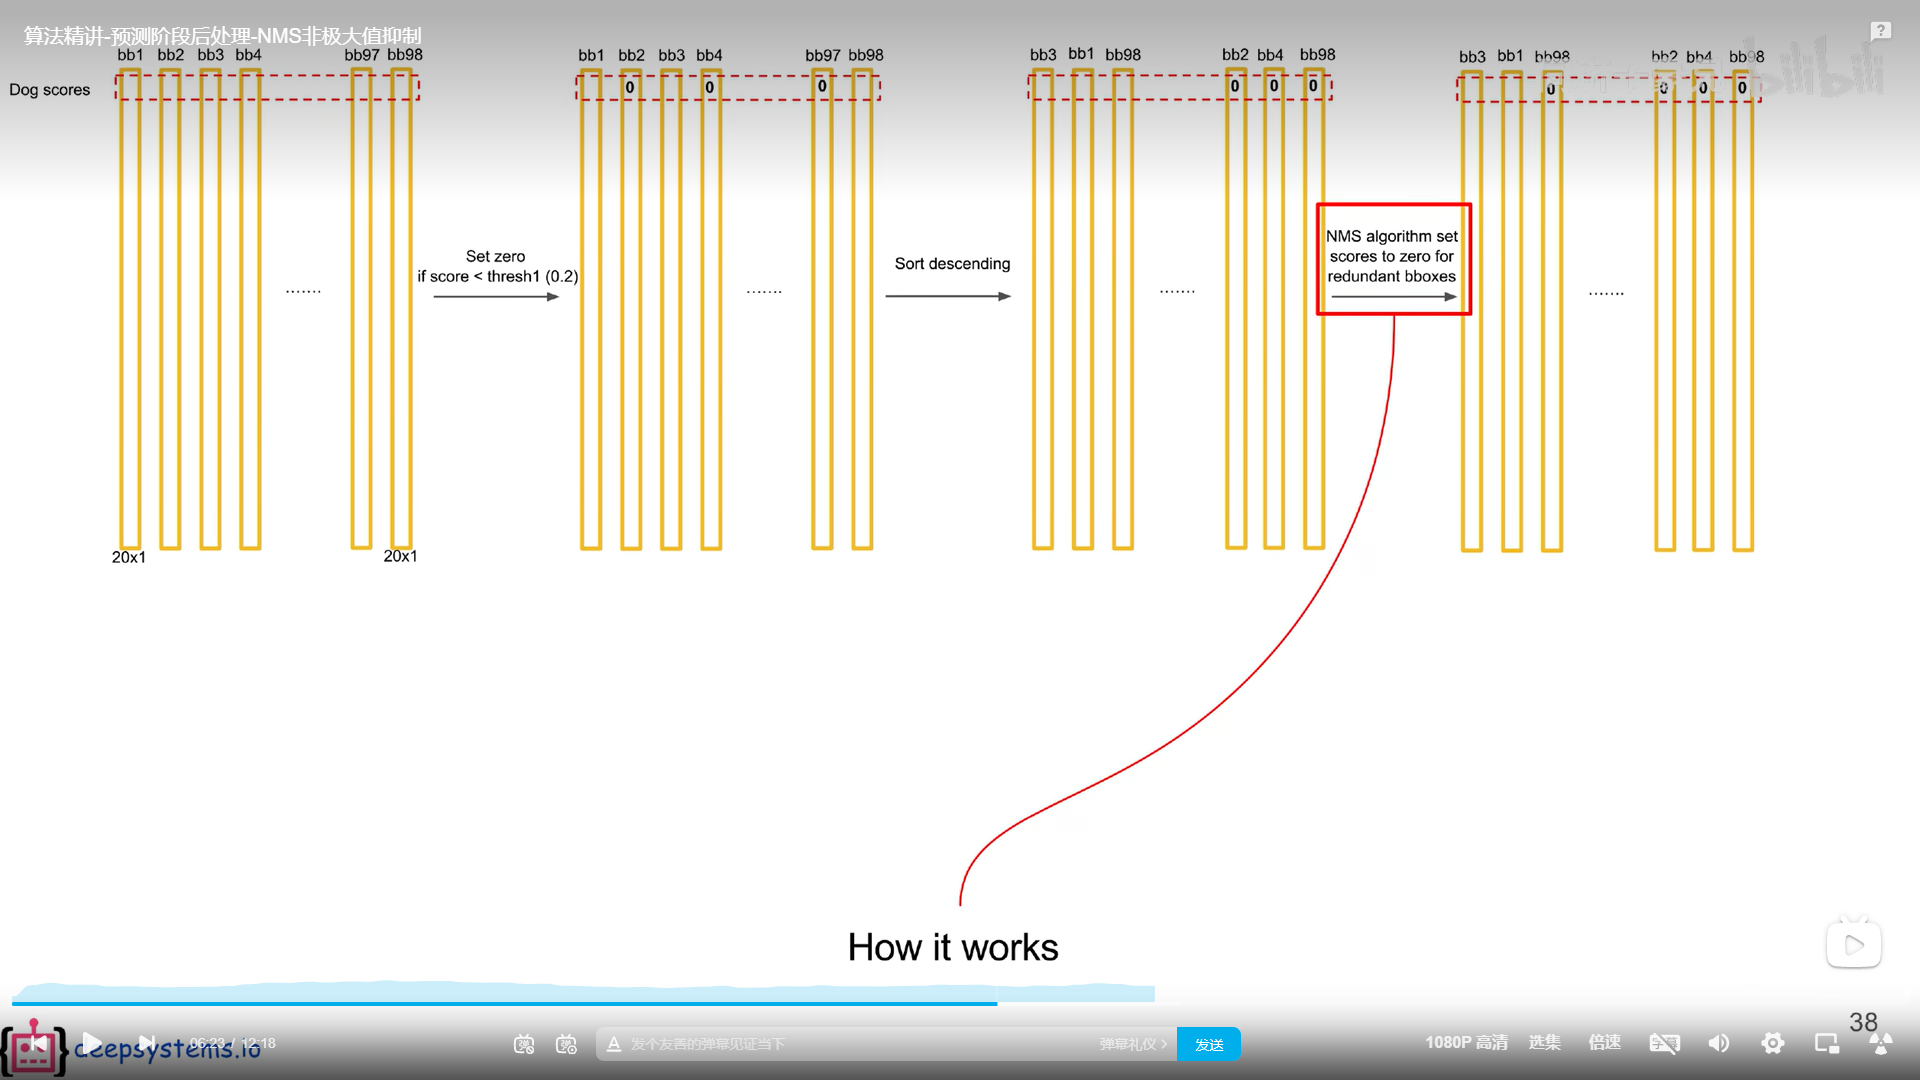 算法精讲-预测阶段后处理-NMS非极大值抑制
bb1 bb2 bb3 bb4 bb97 bb98
bb1 bb2 bb3 bb4 bb97 bb98
bb3 bb1 bb98 bb2 bb4 bb98
bb3 bb1 bb98 bb2 bb4 bb98
Dog scores
0 0 0
0 0 0
0 0 0 0
bilibili
Set zero
if score < thresh1 (0.2)
Sort descending
NMS algorithm set
scores to zero for
redundant bboxes
.......
.......
.......
.......
20x1
20x1
How it works
38
deepsystems.io
06:23 / 12:18
发个友善的弹幕见证当下
弹幕礼仪 >
发送
1080P 高清
选集
倍速